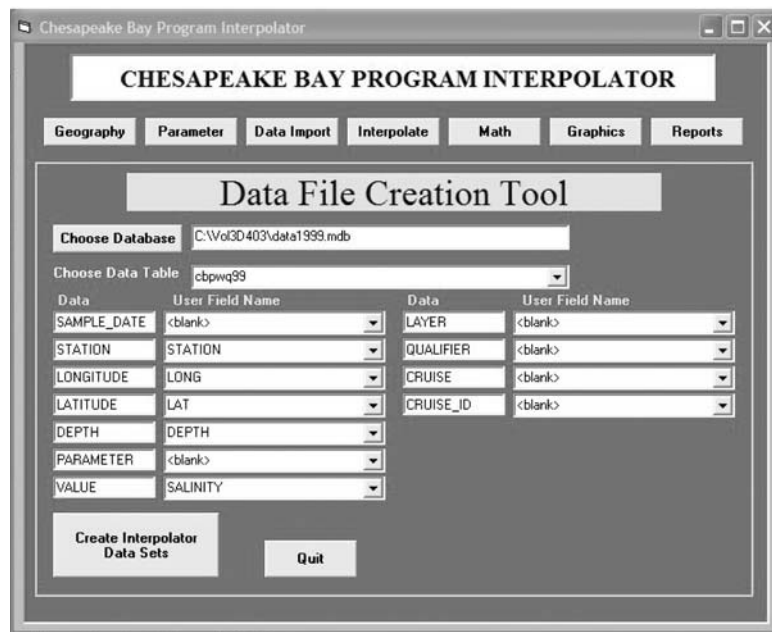 Chesapeake Bay Program Interpolator
CHESAPEAKE BAY PROGRAM INTERPOLATOR
Geography Parameter Data Import Interpolate Math Graphics Reports
Data File Creation Tool
Choose Database C:\Vol3D403\data1999.mdb
Choose Data Table cbpwq99
Data User Field Name Data User Field Name
SAMPLE_DATE <blank> LAYER <blank>
STATION STATION QUALIFIER <blank>
LONGITUDE LONG CRUISE <blank>
LATITUDE LAT CRUISE_ID <blank>
DEPTH DEPTH
PARAMETER <blank>
VALUE SALINITY
Create Interpolator
Data Sets
Quit